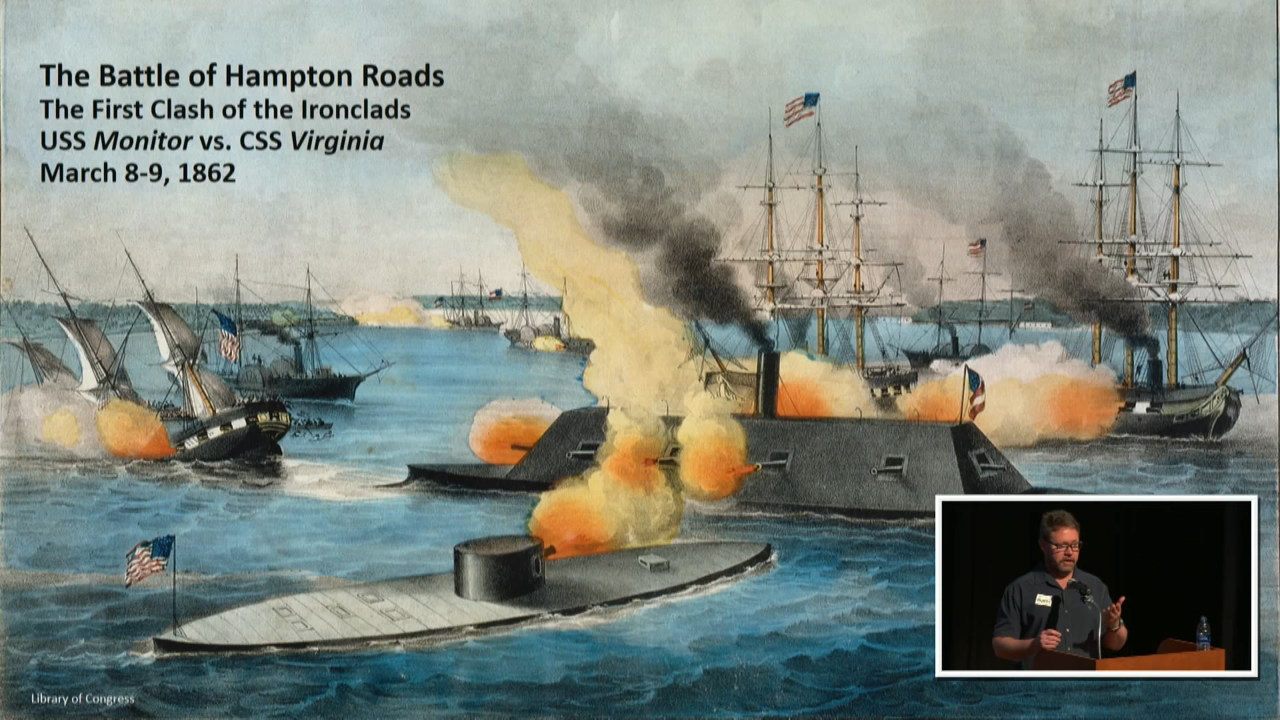 The Battle of Hampton Roads
The First Clash of the Ironclads
USS Monitor vs. CSS Virginia
March 8-9, 1862
Library of Congress